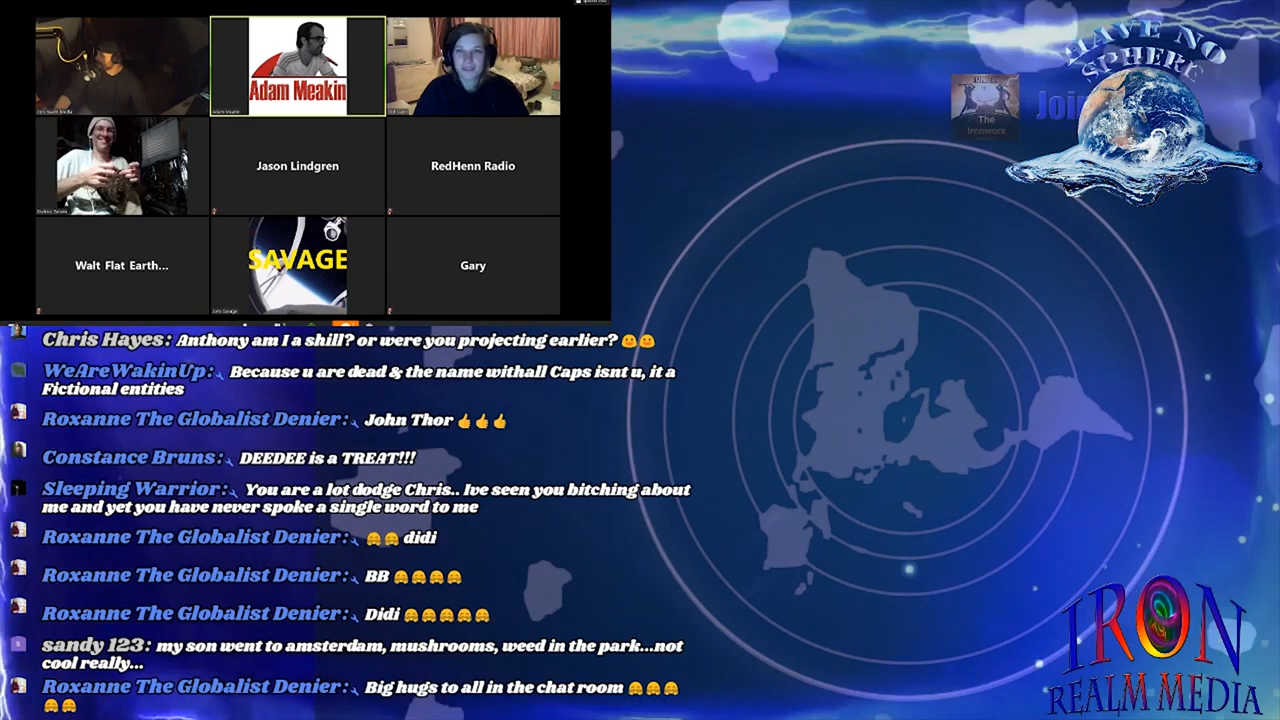 Adam Meakin
Jason Lindgren
RedHenn Radio
Walt Flat Earth...
SAVAGE
John Savage
Gary
HAVE NO
SPHERE
The
Ironworx
Join
Chris Hayes: Anthony am I a shill? or were you projecting earlier? 😀😀
WeAreWakinUp: Because u are dead & the name withall Caps isnt u, it a
Fictional entities
Roxanne The Globalist Denier: John Thor 👍👍👍
Constance Bruns: DEEDEE is a TREAT!!!
Sleeping Warrior: You are a lot dodge Chris.. Ive seen you bitching about
me and yet you have never spoke a single word to me
Roxanne The Globalist Denier: 🤗🤗 didi
Roxanne The Globalist Denier: BB 🤗🤗🤗🤗
Roxanne The Globalist Denier: Didi 🤗🤗🤗🤗🤗
sandy 123: my son went to amsterdam, mushrooms, weed in the park...not
cool really...
Roxanne The Globalist Denier: Big hugs to all in the chat room 🤗🤗🤗
🤗🤗
IRON
REALM MEDIA